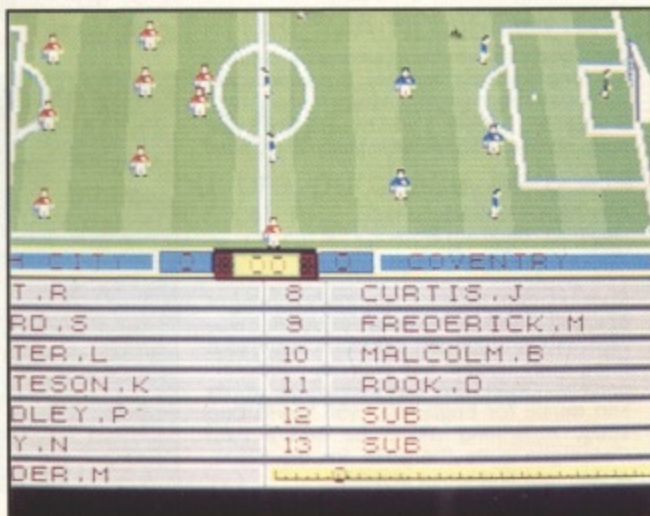 H CITY 0 00 0 COVENTRY
T.R 8 CURTIS.J
RD.S 9 FREDERICK.M
TER.L 10 MALCOLM.B
TESON.K 11 ROOK.D
DLEY.P 12 SUB
Y.N 13 SUB
DER.M